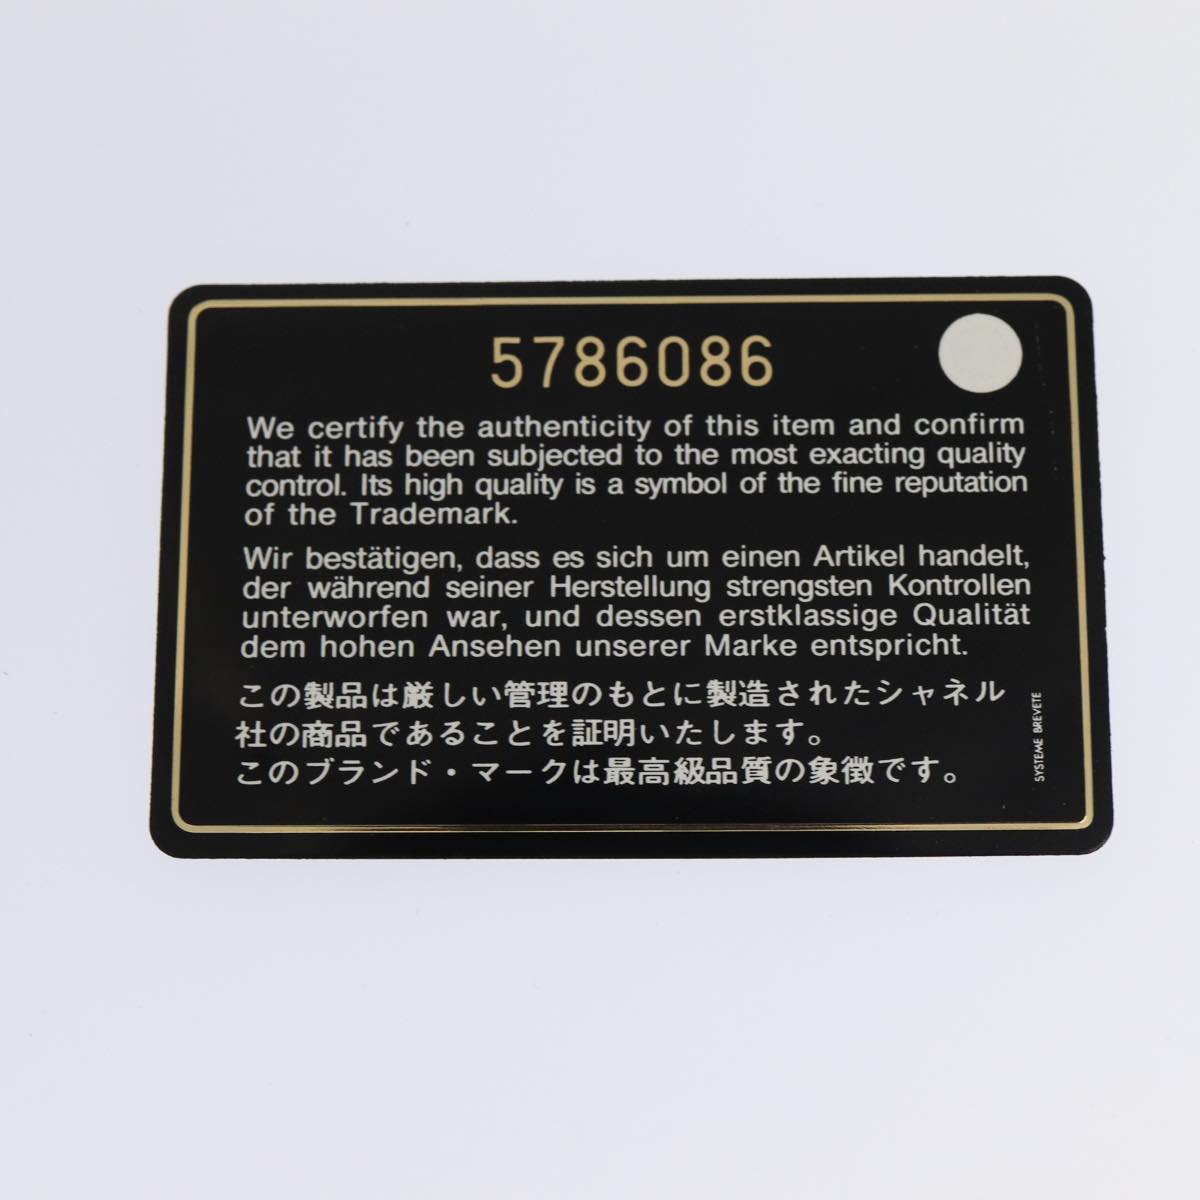 5786086
We certify the authenticity of this item and confirm
that it has been subjected to the most exacting quality
control. Its high quality is a symbol of the fine reputation
of the Trademark.
Wir bestätigen, dass es sich um einen Artikel handelt,
der während seiner Herstellung strengsten Kontrollen
unterworfen war, und dessen erstklassige Qualität
dem hohen Ansehen unserer Marke entspricht.
この製品は厳しい管理のもとに製造されたシャネル
社の商品であることを証明いたします。
このブランド・マークは最高級品質の象徴です。
SYSTEME BREVETE